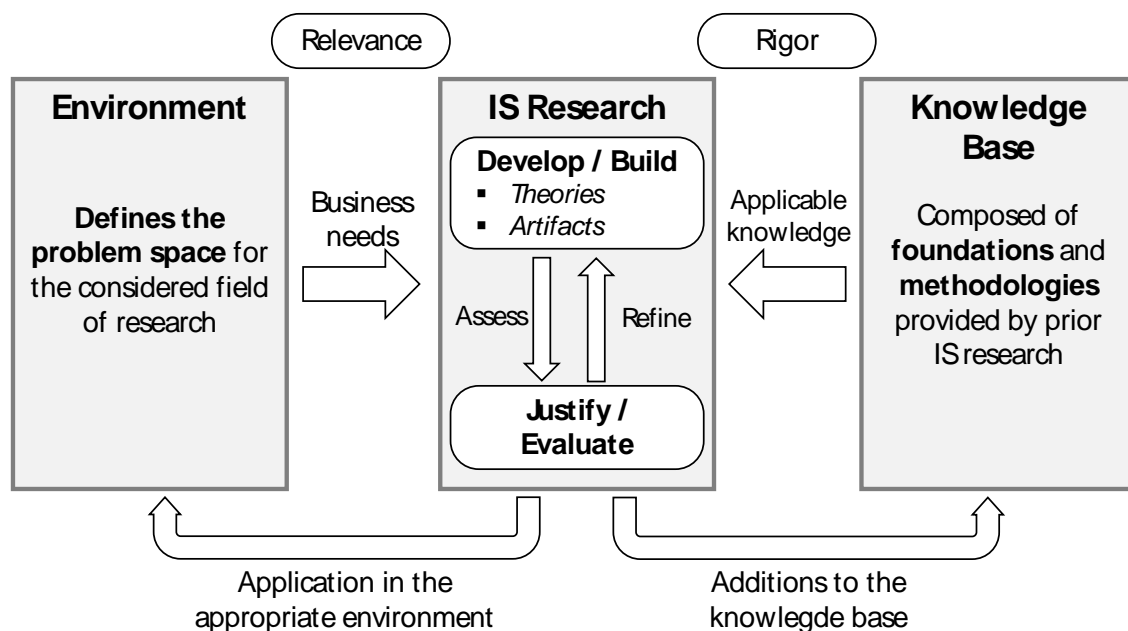 Relevance
Rigor
Environment
Defines the
problem space for
the considered field
of research
Business
needs
IS Research
Develop / Build
▪ Theories
▪ Artifacts
Assess
Refine
Justify /
Evaluate
Applicable
knowledge
Knowledge
Base
Composed of
foundations and
methodologies
provided by prior
IS research
Application in the
appropriate environment
Additions to the
knowlegde base